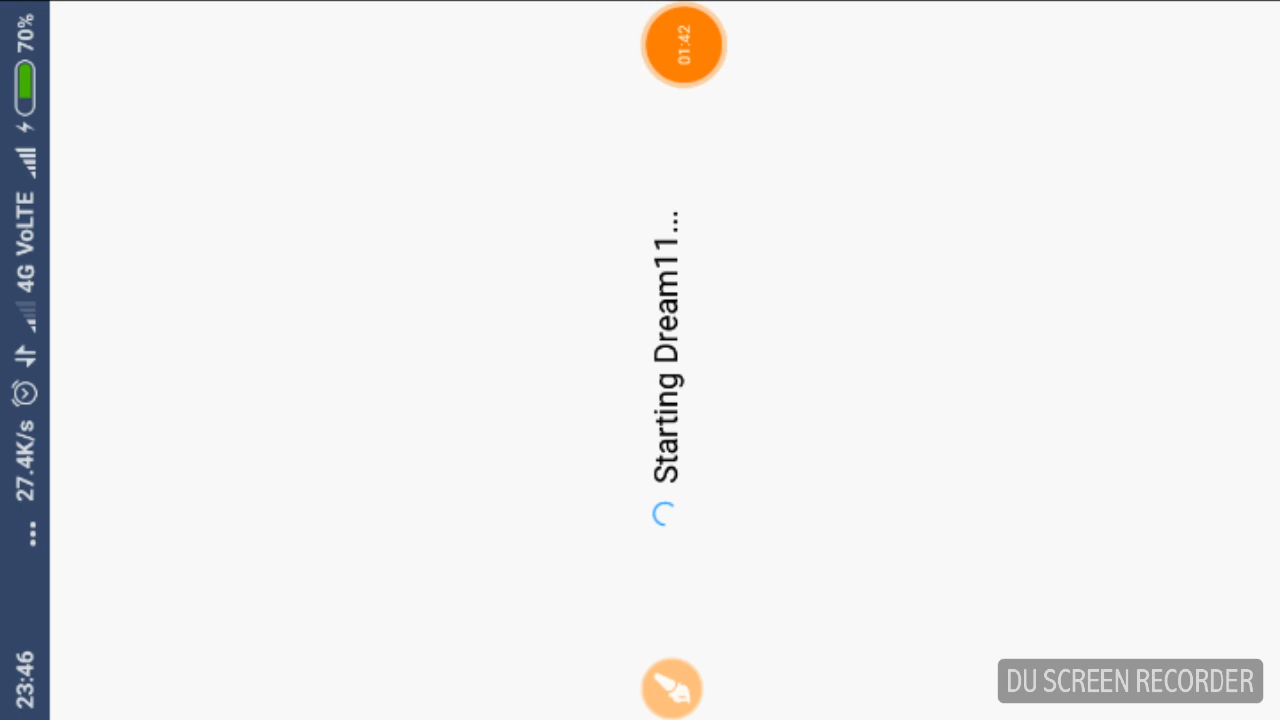 23:46 ... 27.4K/s 4G VoLTE 70%
01:42
Starting Dream11...
DU SCREEN RECORDER